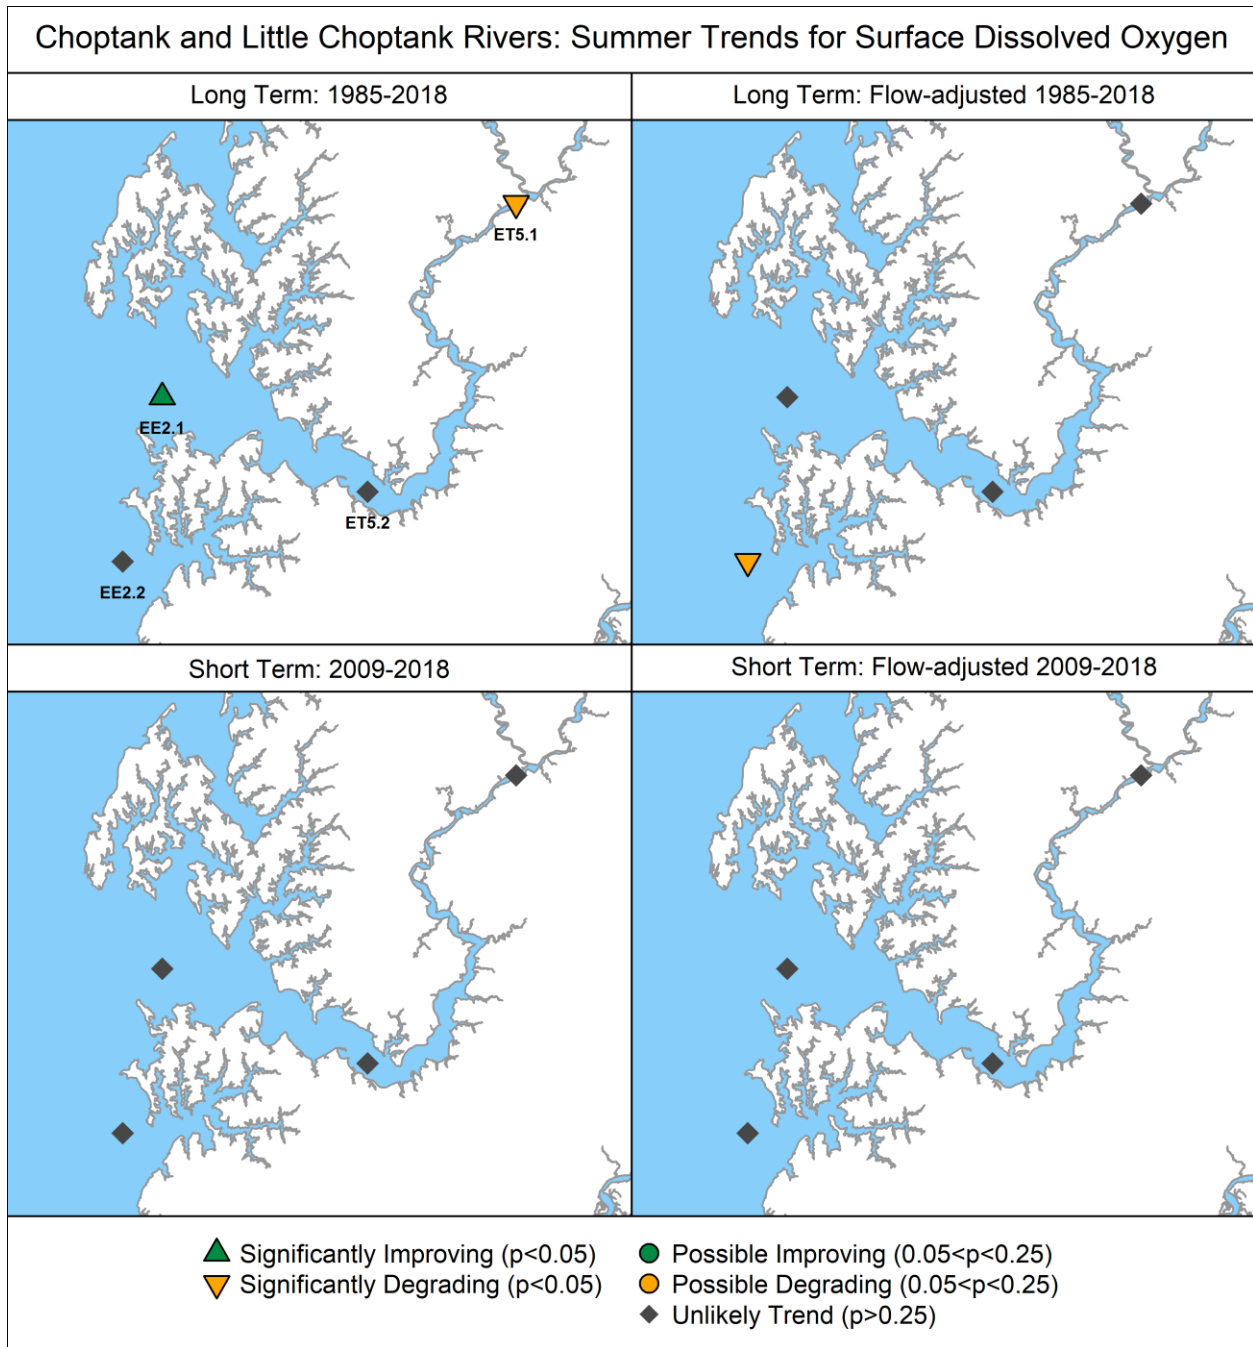 Choptank and Little Choptank Rivers: Summer Trends for Surface Dissolved Oxygen
Long Term: 1985-2018
Long Term: Flow-adjusted 1985-2018
ET5.1
EE2.1
ET5.2
EE2.2
Short Term: 2009-2018
Short Term: Flow-adjusted 2009-2018
Significantly Improving (p<0.05)
Significantly Degrading (p<0.05)
Possible Improving (0.05<p<0.25)
Possible Degrading (0.05<p<0.25)
Unlikely Trend (p>0.25)